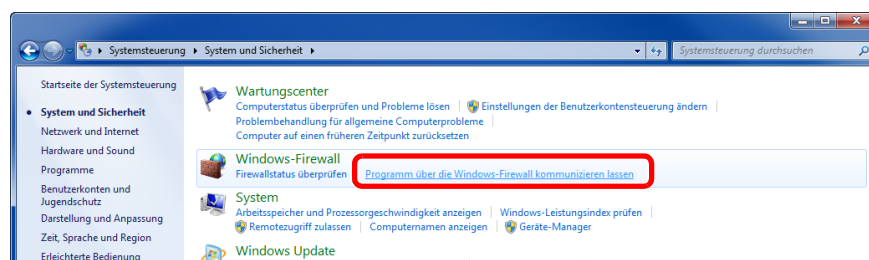 Systemsteuerung System und Sicherheit
Systemsteuerung durchsuchen
Startseite der Systemsteuerung
System und Sicherheit
Netzwerk und Internet
Hardware und Sound
Programme
Benutzerkonten und
Jugendschutz
Darstellung und Anpassung
Zeit, Sprache und Region
Erleichterte Bedienung
Wartungscenter
Computerstatus überprüfen und Probleme lösen Einstellungen der Benutzerkontensteuerung ändern
Problembehandlung für allgemeine Computerprobleme
Computer auf einen früheren Zeitpunkt zurücksetzen
Windows-Firewall
Firewallstatus überprüfen Programm über die Windows-Firewall kommunizieren lassen
System
Arbeitsspeicher und Prozessorgeschwindigkeit anzeigen Windows-Leistungsindex prüfen
Remotezugriff zulassen Computernamen anzeigen Geräte-Manager
Windows Update